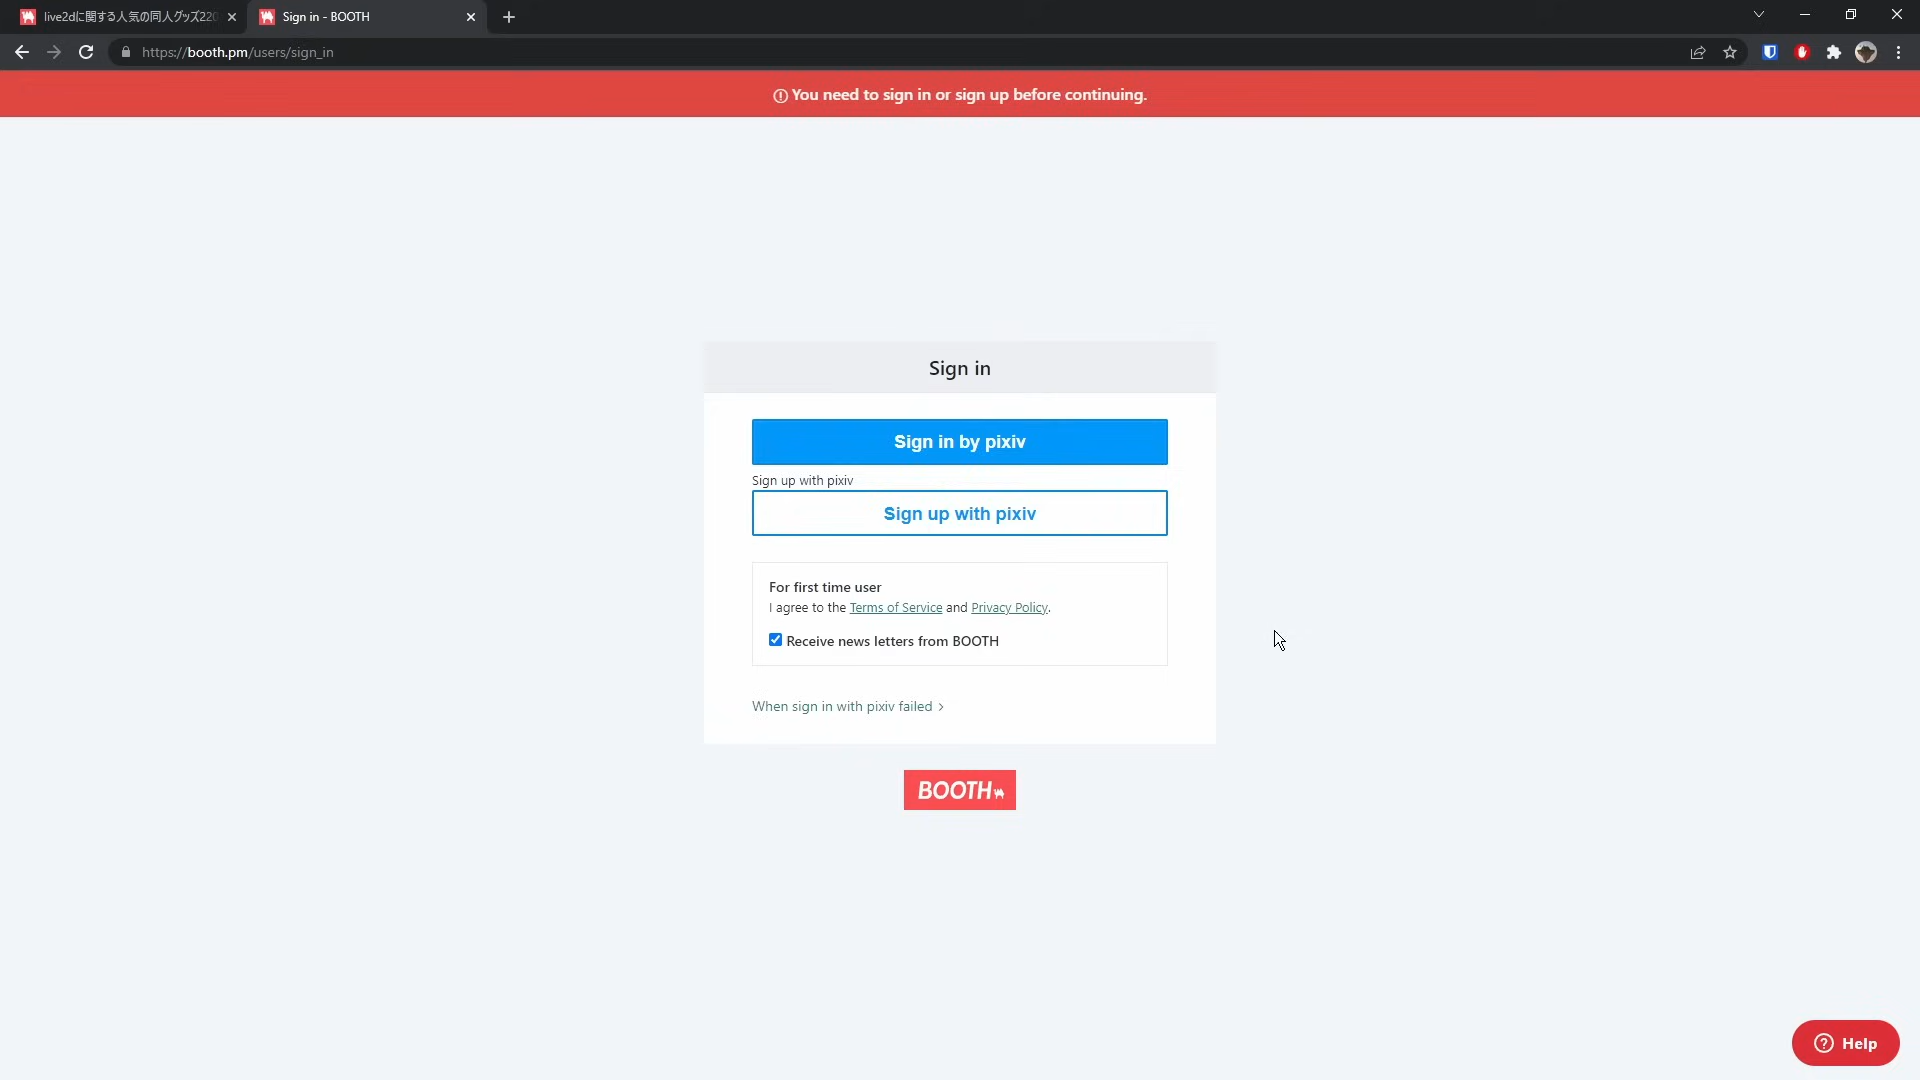 live2dに関する人気の同人グッズ220
Sign in - BOOTH
https://booth.pm/users/sign_in
You need to sign in or sign up before continuing.
Sign in
Sign in by pixiv
Sign up with pixiv
Sign up with pixiv
For first time user
I agree to the Terms of Service and Privacy Policy.
Receive news letters from BOOTH
When sign in with pixiv failed >
BOOTH
Help